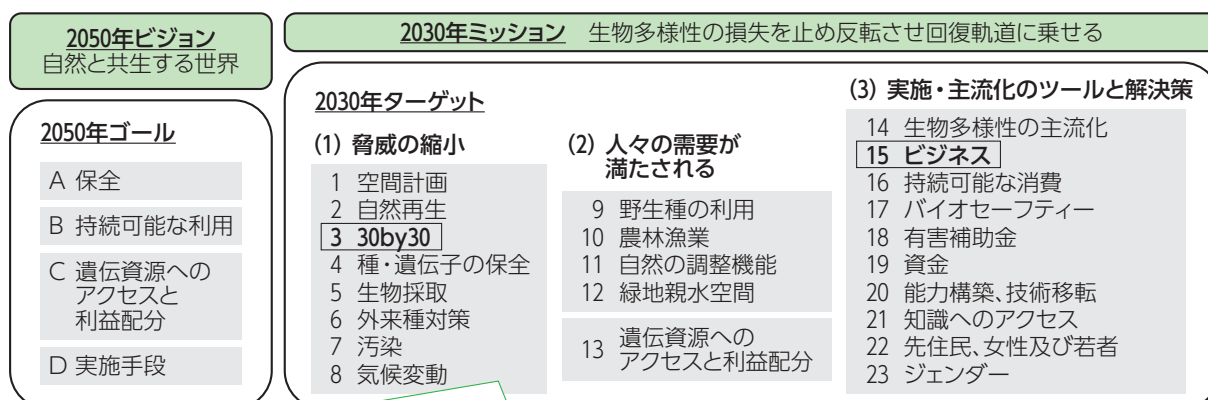 2050年ビジョン
自然と共生する世界
2030年ミッション 生物多様性の損失を止め反転させ回復軌道に乗せる
2050年ゴール
A 保全
B 持続可能な利用
C 遺伝資源への
アクセスと
利益配分
D 実施手段
2030年ターゲット
(1) 脅威の縮小
1 空間計画
2 自然再生
3 30by30
4 種・遺伝子の保全
5 生物採取
6 外来種対策
7 汚染
8 気候変動
(2) 人々の需要が
満たされる
9 野生種の利用
10 農林漁業
11 自然の調整機能
12 緑地親水空間
13 遺伝資源への
アクセスと利益配分
(3) 実施・主流化のツールと解決策
14 生物多様性の主流化
15 ビジネス
16 持続可能な消費
17 バイオセーフティー
18 有害補助金
19 資金
20 能力構築、技術移転
21 知識へのアクセス
22 先住民、女性及び若者
23 ジェンダー